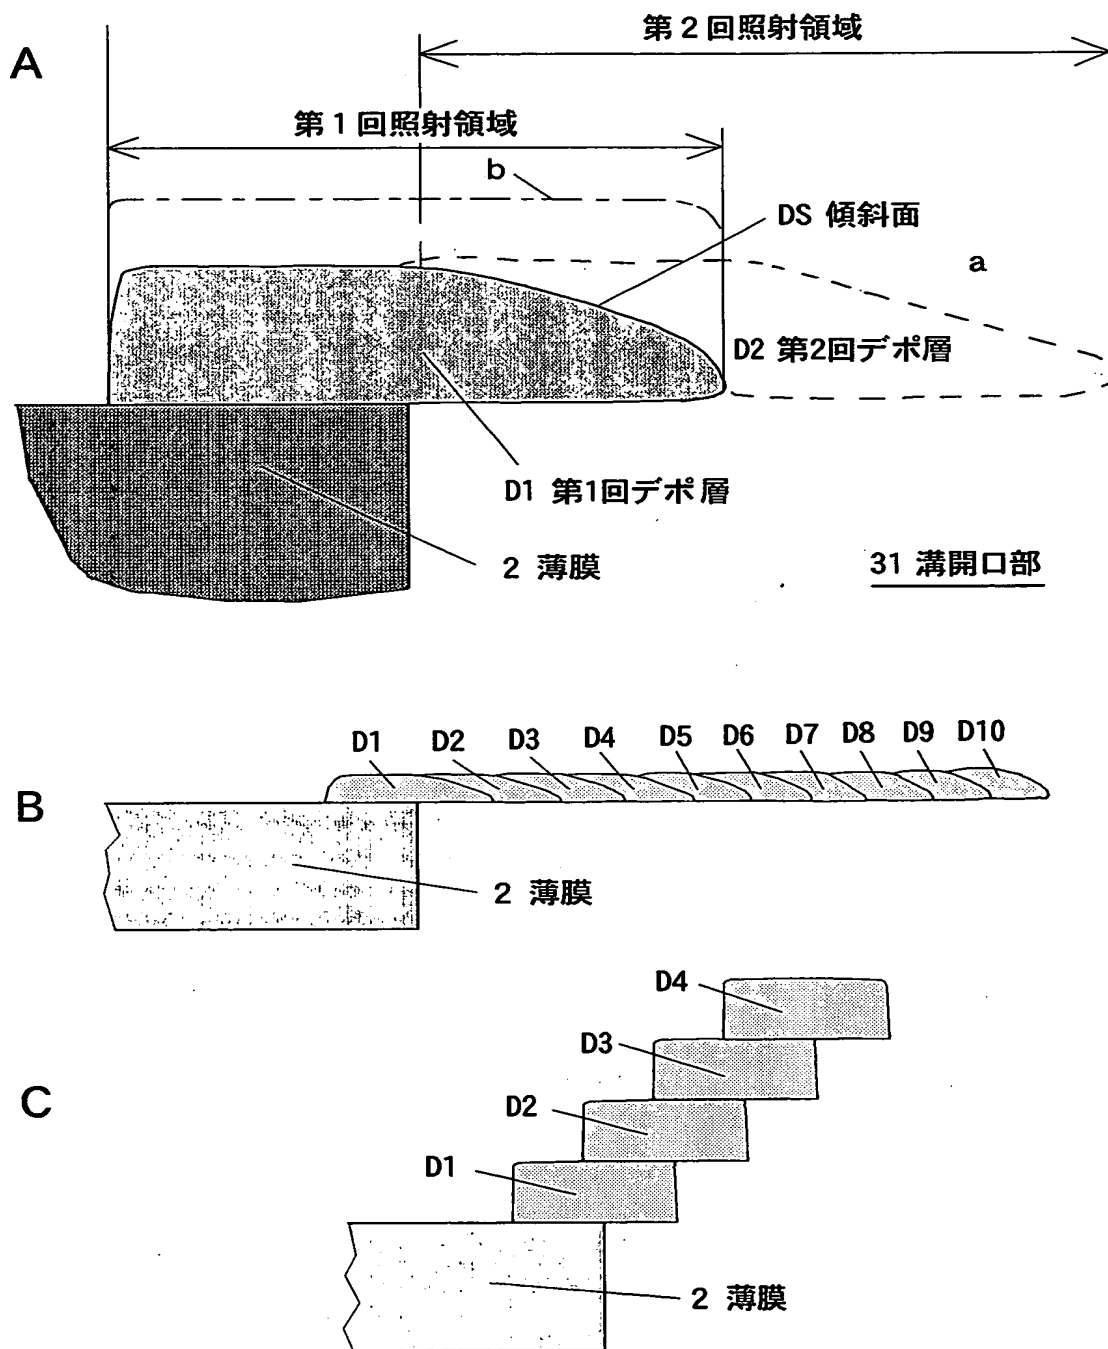 A
第2回照射領域
第1回照射領域
b
DS 傾斜面
a
D2 第2回デポ層
D1 第1回デポ層
2 薄膜
31 溝開口部
B
D1 D2 D3 D4 D5 D6 D7 D8 D9 D10
2 薄膜
C
D4
D3
D2
D1
2 薄膜